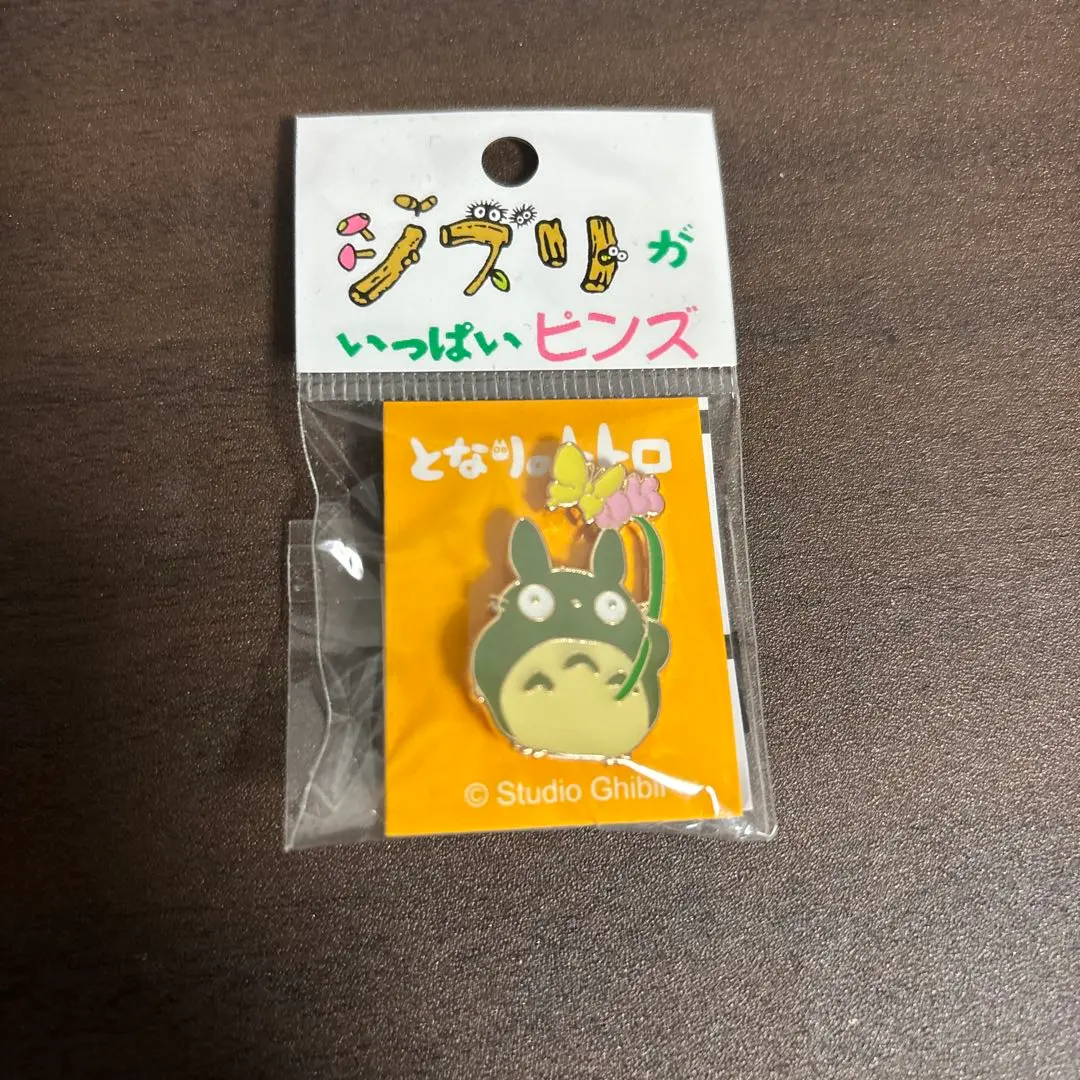 ジブリが
いっぱいピンズ
となりのトトロ
© Studio Ghibli